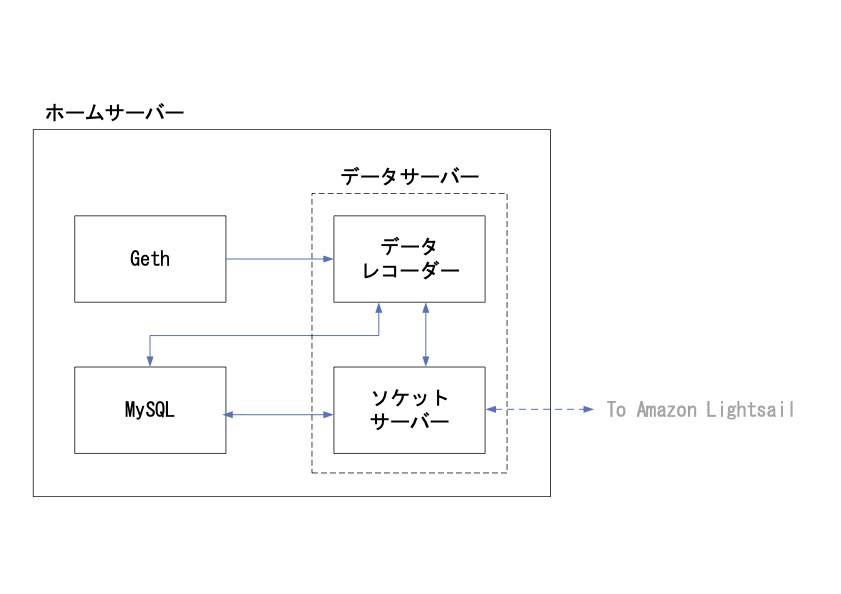 ホームサーバー
データサーバー
Geth
データ
レコーダー
MySQL
ソケット
サーバー
To Amazon Lightsail